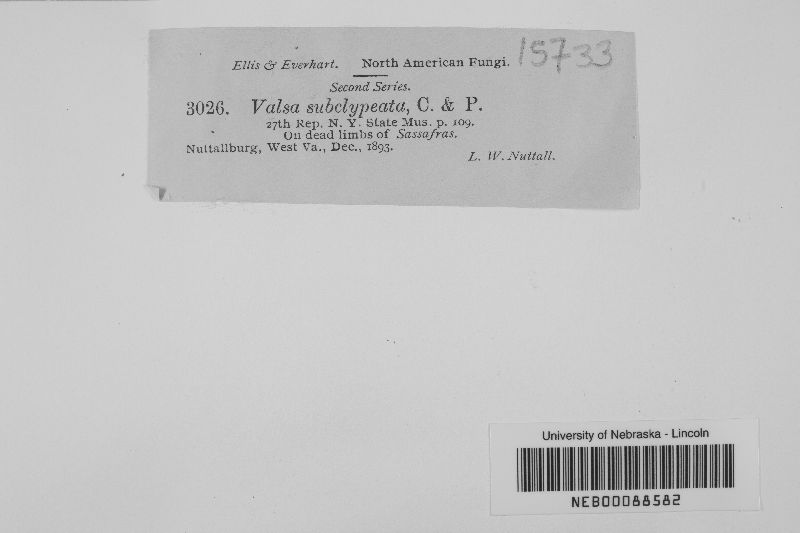 Ellis & Everhart. North American Fungi. 15733
Second Series.
3026. Valsa subclypeata, C. & P.
27th Rep. N. Y. State Mus. p. 109.
On dead limbs of Sassafras.
Nuttallburg, West Va., Dec., 1893.
L. W. Nuttall.
University of Nebraska - Lincoln
NEB00088582